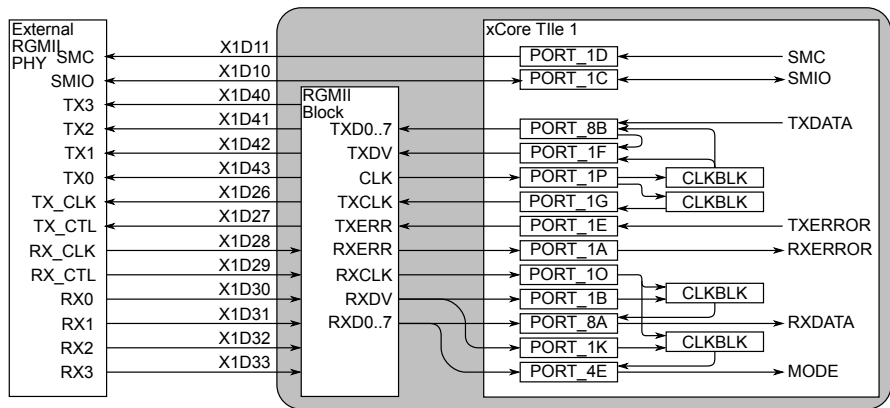 External
RGMII
PHY
SMC
SMIO
TX3
TX2
TX1
TX0
TX_CLK
TX_CTL
RX_CLK
RX_CTL
RX0
RX1
RX2
RX3
X1D11
X1D10
X1D40
X1D41
X1D42
X1D43
X1D26
X1D27
X1D28
X1D29
X1D30
X1D31
X1D32
X1D33
RGMII
Block
TXD0..7
TXDV
CLK
TXCLK
TXERR
RXERR
RXCLK
RXDV
RXD0..7
xCore TIle 1
PORT_1D
PORT_1C
PORT_8B
PORT_1F
PORT_1P
PORT_1G
PORT_1E
PORT_1A
PORT_1O
PORT_1B
PORT_8A
PORT_1K
PORT_4E
CLKBLK
CLKBLK
CLKBLK
CLKBLK
SMC
SMIO
TXDATA
TXERROR
RXERROR
RXDATA
MODE